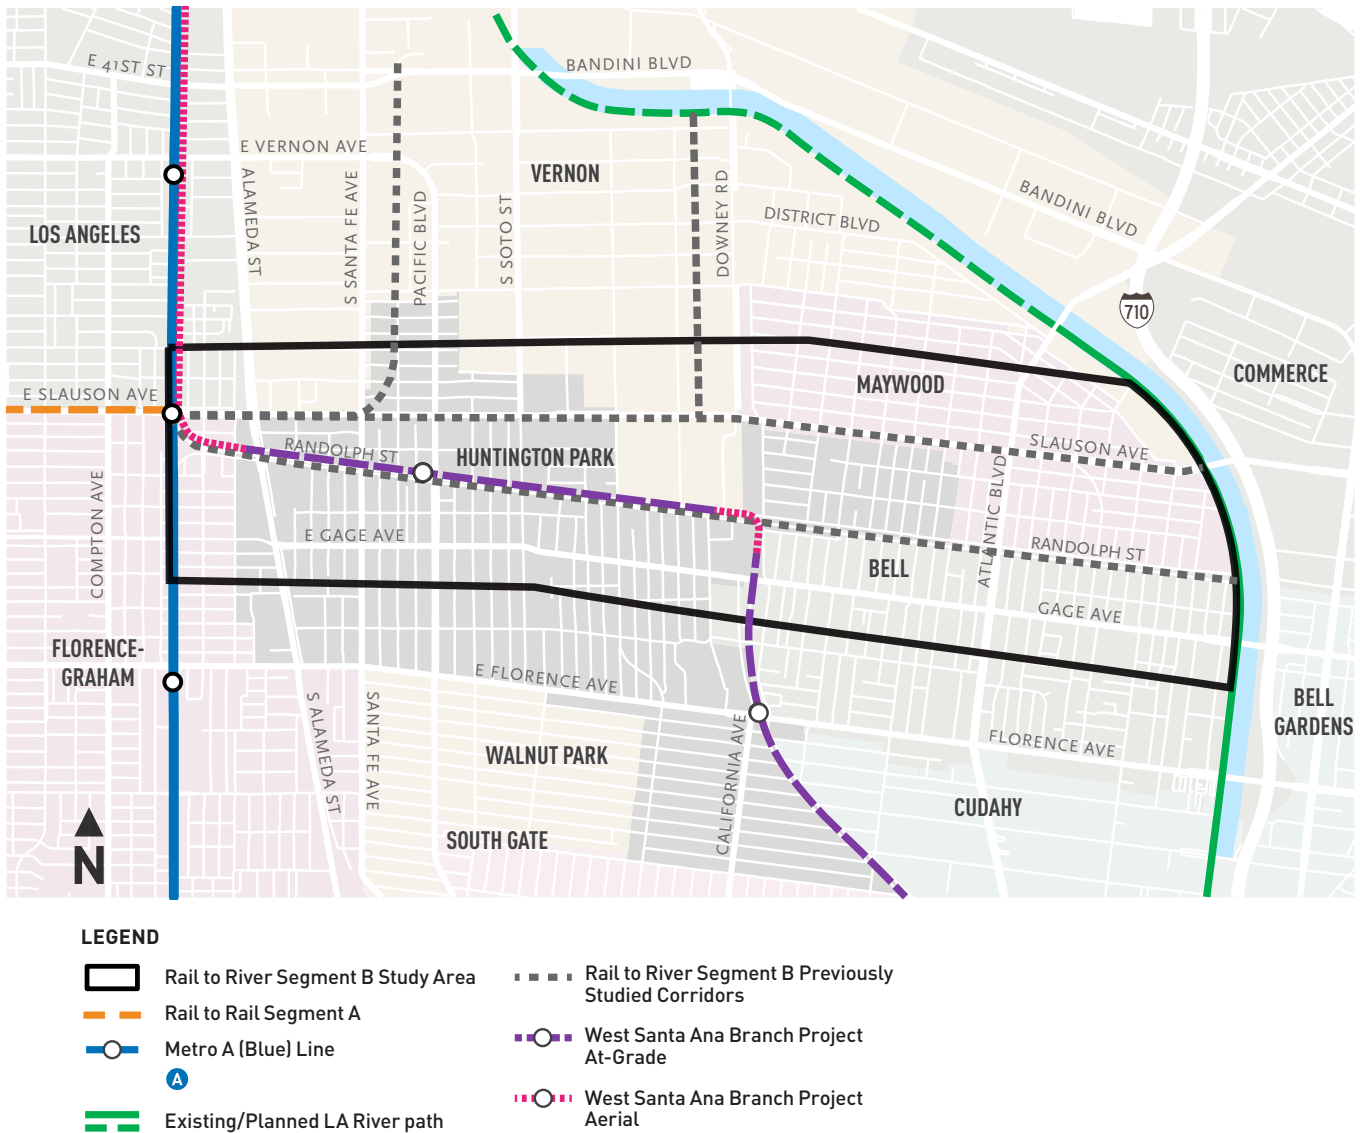 E 41ST ST
BANDINI BLVD
E VERNON AVE
VERNON
ALAMEDA ST
S SANTA FE AVE
PACIFIC BLVD
S SOTO ST
DOWNEY RD
DISTRICT BLVD
BANDINI BLVD
LOS ANGELES
710
COMMERCE
MAYWOOD
E SLAUSON AVE
RANDOLPH ST
HUNTINGTON PARK
SLAUSON AVE
COMPTON AVE
E GAGE AVE
ATLANTIC BLVD
RANDOLPH ST
BELL
GAGE AVE
FLORENCE-
GRAHAM
E FLORENCE AVE
S ALAMEDA ST
SANTA FE AVE
WALNUT PARK
CALIFORNIA AVE
FLORENCE AVE
BELL
GARDENS
CUDAHY
SOUTH GATE
N
LEGEND
Rail to River Segment B Study Area
Rail to Rail Segment A
Metro A (Blue) Line
A
Existing/Planned LA River path
Rail to River Segment B Previously
Studied Corridors
West Santa Ana Branch Project
At-Grade
West Santa Ana Branch Project
Aerial